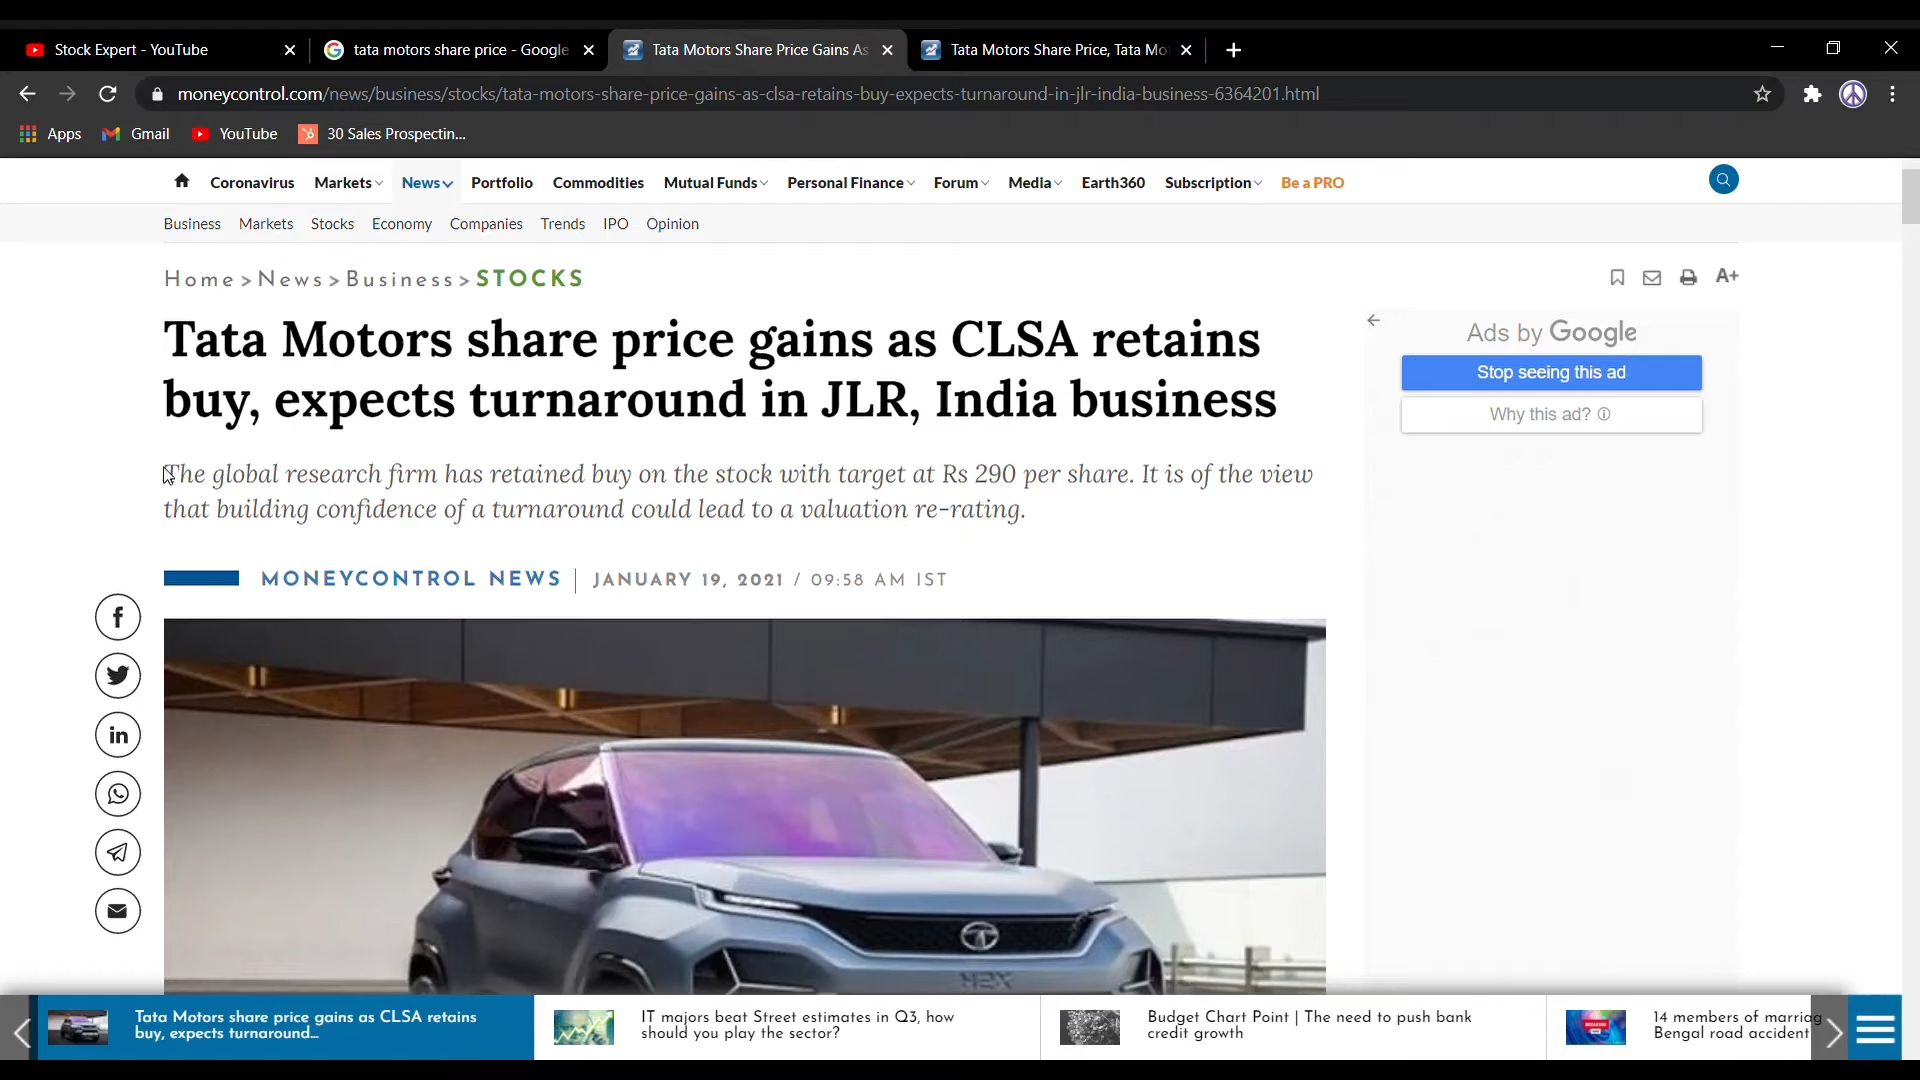 Stock Expert - YouTube
tata motors share price - Google
Tata Motors Share Price Gains As
Tata Motors Share Price, Tata Mo
moneycontrol.com/news/business/stocks/tata-motors-share-price-gains-as-clsa-retains-buy-expects-turnaround-in-jlr-india-business-6364201.html
Apps
Gmail
YouTube
30 Sales Prospectin...
Coronavirus
Markets
News
Portfolio
Commodities
Mutual Funds
Personal Finance
Forum
Media
Earth360
Subscription
Be a PRO
Business
Markets
Stocks
Economy
Companies
Trends
IPO
Opinion
Home > News > Business > STOCKS
A+
Tata Motors share price gains as CLSA retains
buy, expects turnaround in JLR, India business
The global research firm has retained buy on the stock with target at Rs 290 per share. It is of the view
that building confidence of a turnaround could lead to a valuation re-rating.
MONEYCONTROL NEWS | JANUARY 19, 2021 / 09:58 AM IST
Ads by Google
Stop seeing this ad
Why this ad?
HBX
Tata Motors share price gains as CLSA retains
buy, expects turnaround...
IT majors beat Street estimates in Q3, how
should you play the sector?
Budget Chart Point | The need to push bank
credit growth
14 members of marriag
Bengal road accident